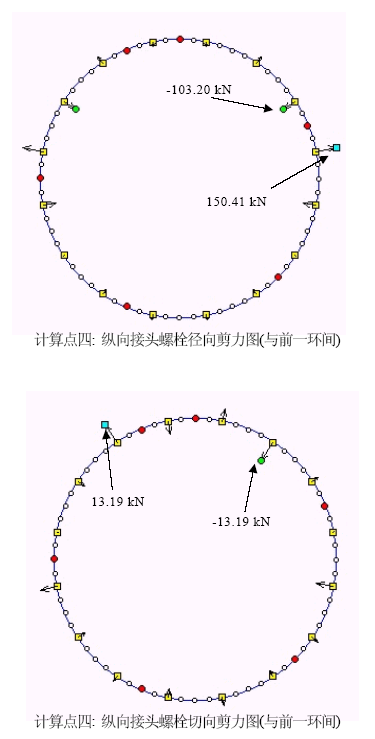 -103.20 kN
150.41 kN
计算点四: 纵向接头螺栓径向剪力图(与前一环间)
13.19 kN
-13.19 kN
计算点四: 纵向接头螺栓切向剪力图(与前一环间)